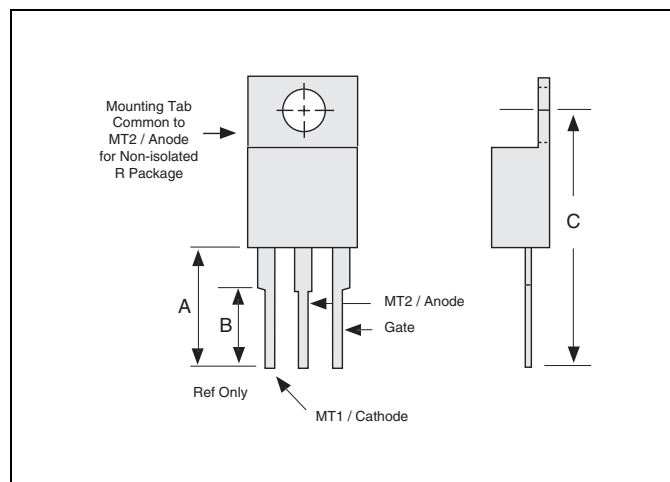 Mounting Tab
Common to
MT2 / Anode
for Non-isolated
R Package
C
A
B
MT2 / Anode
Gate
Ref Only
MT1 / Cathode